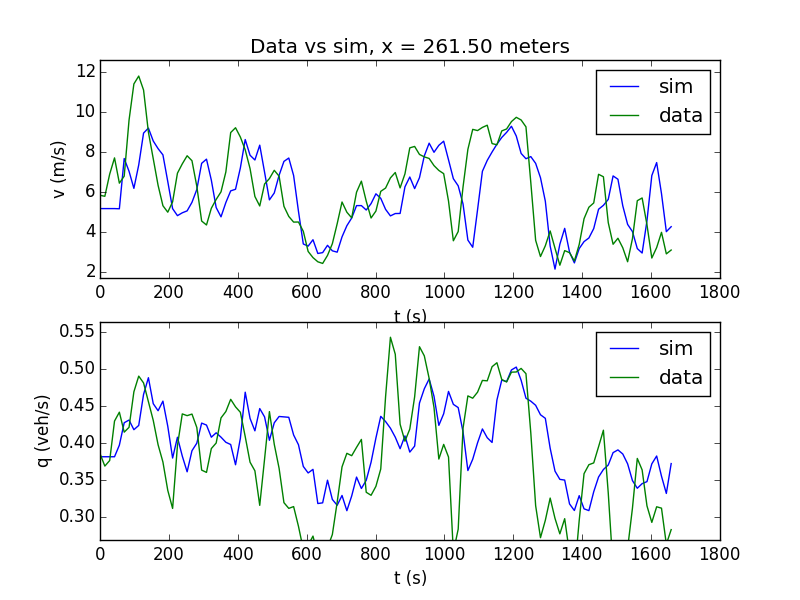 Data vs sim, x = 261.50 meters
12
10
8
6
4
2
v (m/s)
sim
data
0 200 400 600 800 1000 1200 1400 1600 1800
t (s)
0.55
0.50
0.45
0.40
0.35
0.30
q (veh/s)
sim
data
0 200 400 600 800 1000 1200 1400 1600 1800
t (s)